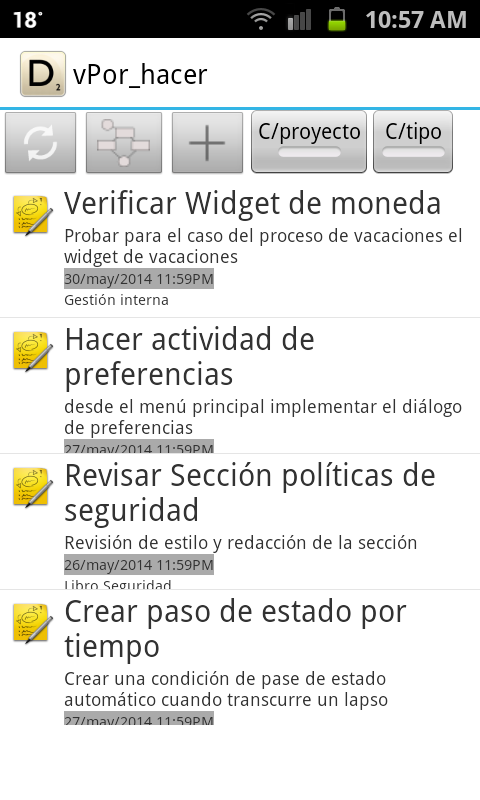 18°
10:57 AM
D2 vPor_hacer
C/proyecto C/tipo
Verificar Widget de moneda
Probar para el caso del proceso de vacaciones el
widget de vacaciones
30/may/2014 11:59PM
Gestión interna
Hacer actividad de
preferencias
desde el menú principal implementar el diálogo
de preferencias
27/may/2014 11:59PM
Revisar Sección políticas de
seguridad
Revisión de estilo y redacción de la sección
26/may/2014 11:59PM
Libro Seguridad
Crear paso de estado por
tiempo
Crear una condición de pase de estado
automático cuando transcurre un lapso
27/may/2014 11:59PM